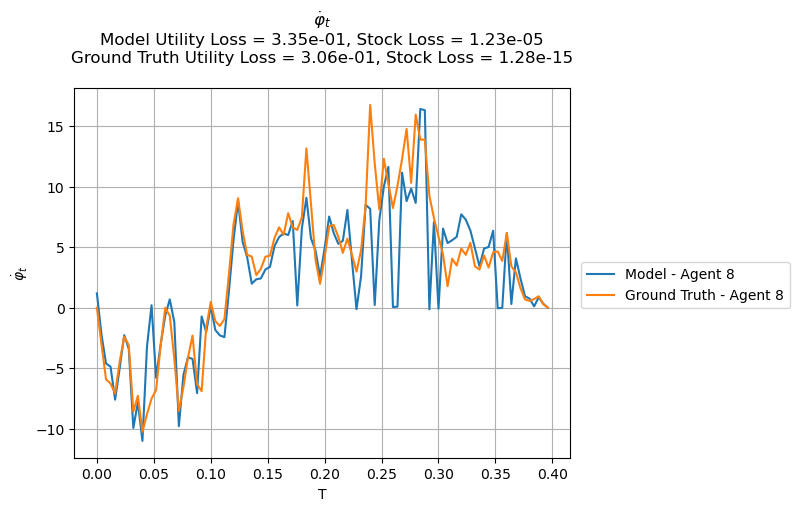 φ̇ₜ
Model Utility Loss = 3.35e-01, Stock Loss = 1.23e-05
Ground Truth Utility Loss = 3.06e-01, Stock Loss = 1.28e-15
φ̇ₜ
15
10
5
0
−5
−10
0.00 0.05 0.10 0.15 0.20 0.25 0.30 0.35 0.40
T
Model - Agent 8
Ground Truth - Agent 8